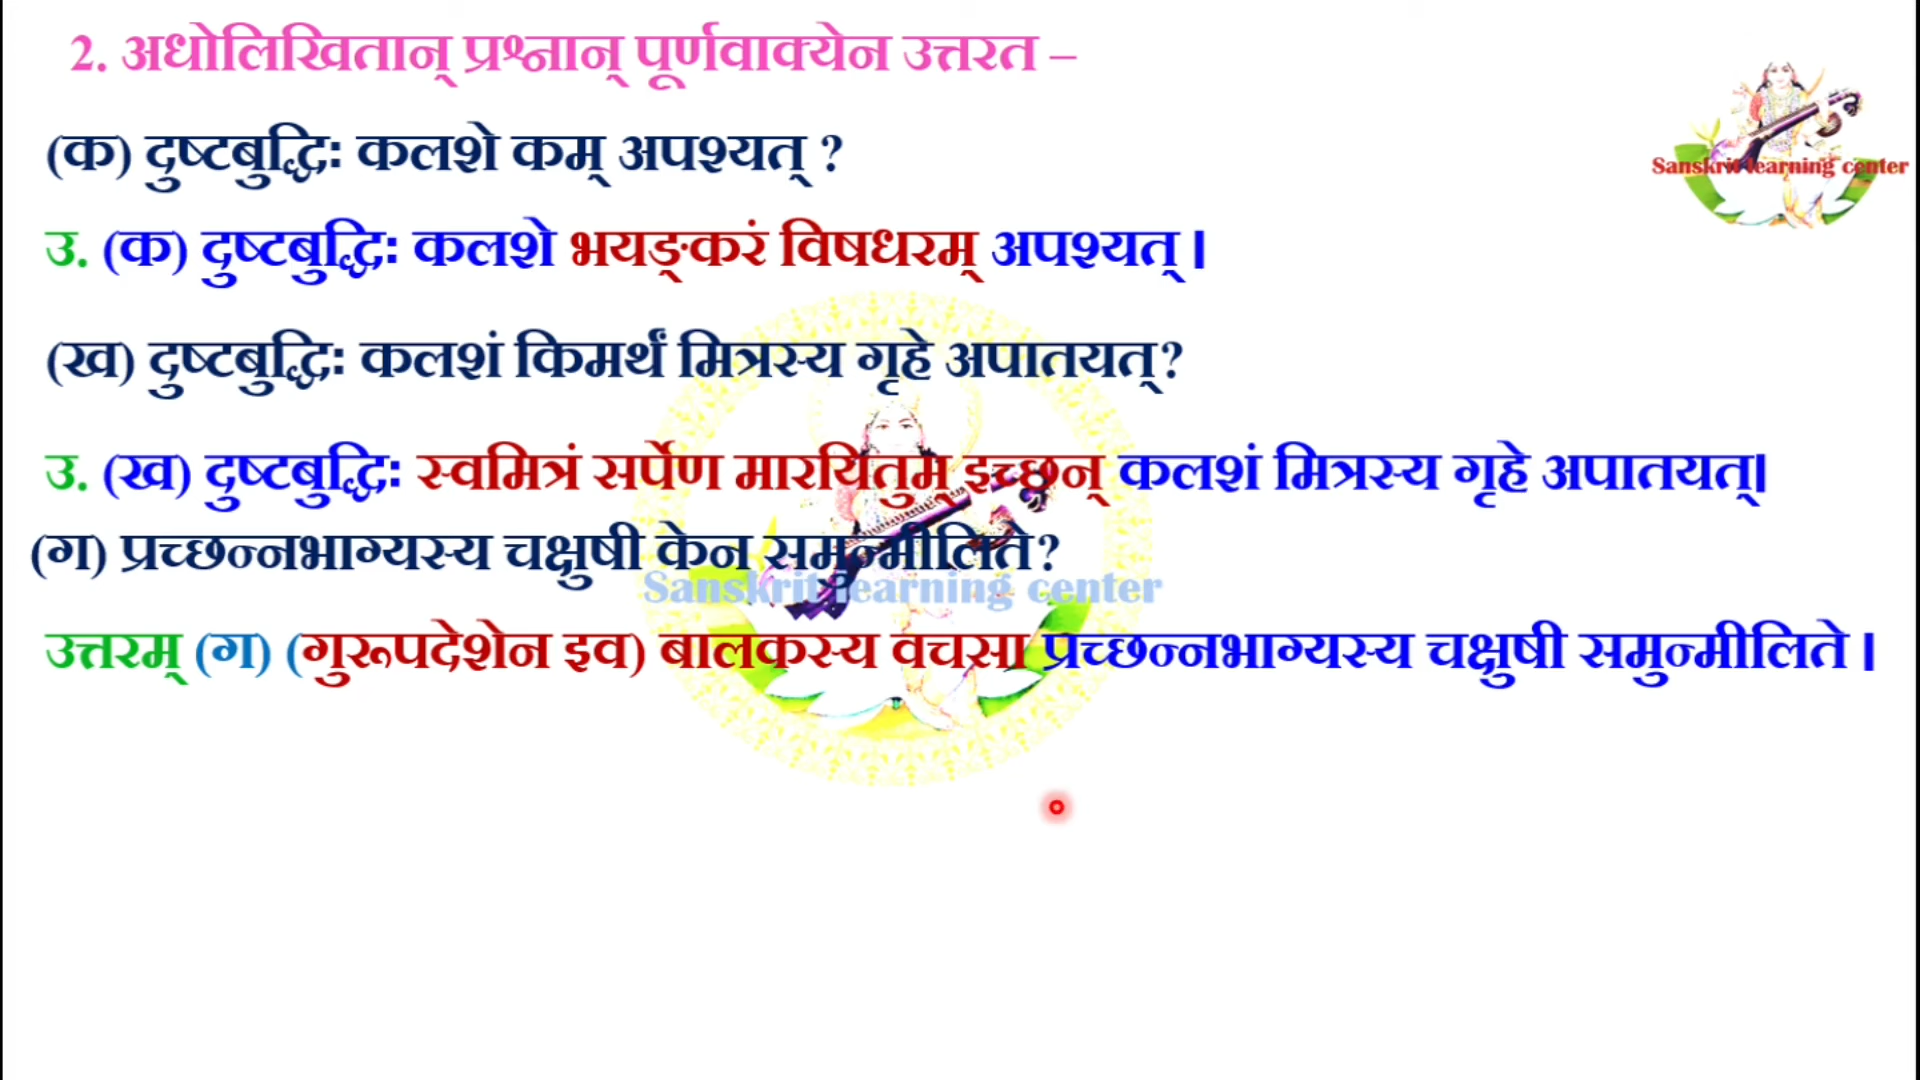 2. अधोलिखितान् प्रश्नान् पूर्णवाक्येन उत्तरत –
Sanskrit learning center
(क) दुष्टबुद्धिः कलशे कम् अपश्यत् ?
उ. (क) दुष्टबुद्धिः कलशे भयङ्करं विषधरम् अपश्यत् ।
(ख) दुष्टबुद्धिः कलशं किमर्थं मित्रस्य गृहे अपातयत्?
उ. (ख) दुष्टबुद्धिः स्वमित्रं सर्पेण मारयितुम् इच्छन् कलशं मित्रस्य गृहे अपातयत्।
(ग) प्रच्छन्नभाग्यस्य चक्षुषी केन समुन्मीलिते?
Sanskrit learning center
उत्तरम् (ग) (गुरूपदेशेन इव) बालकस्य वचसा प्रच्छन्नभाग्यस्य चक्षुषी समुन्मीलिते ।